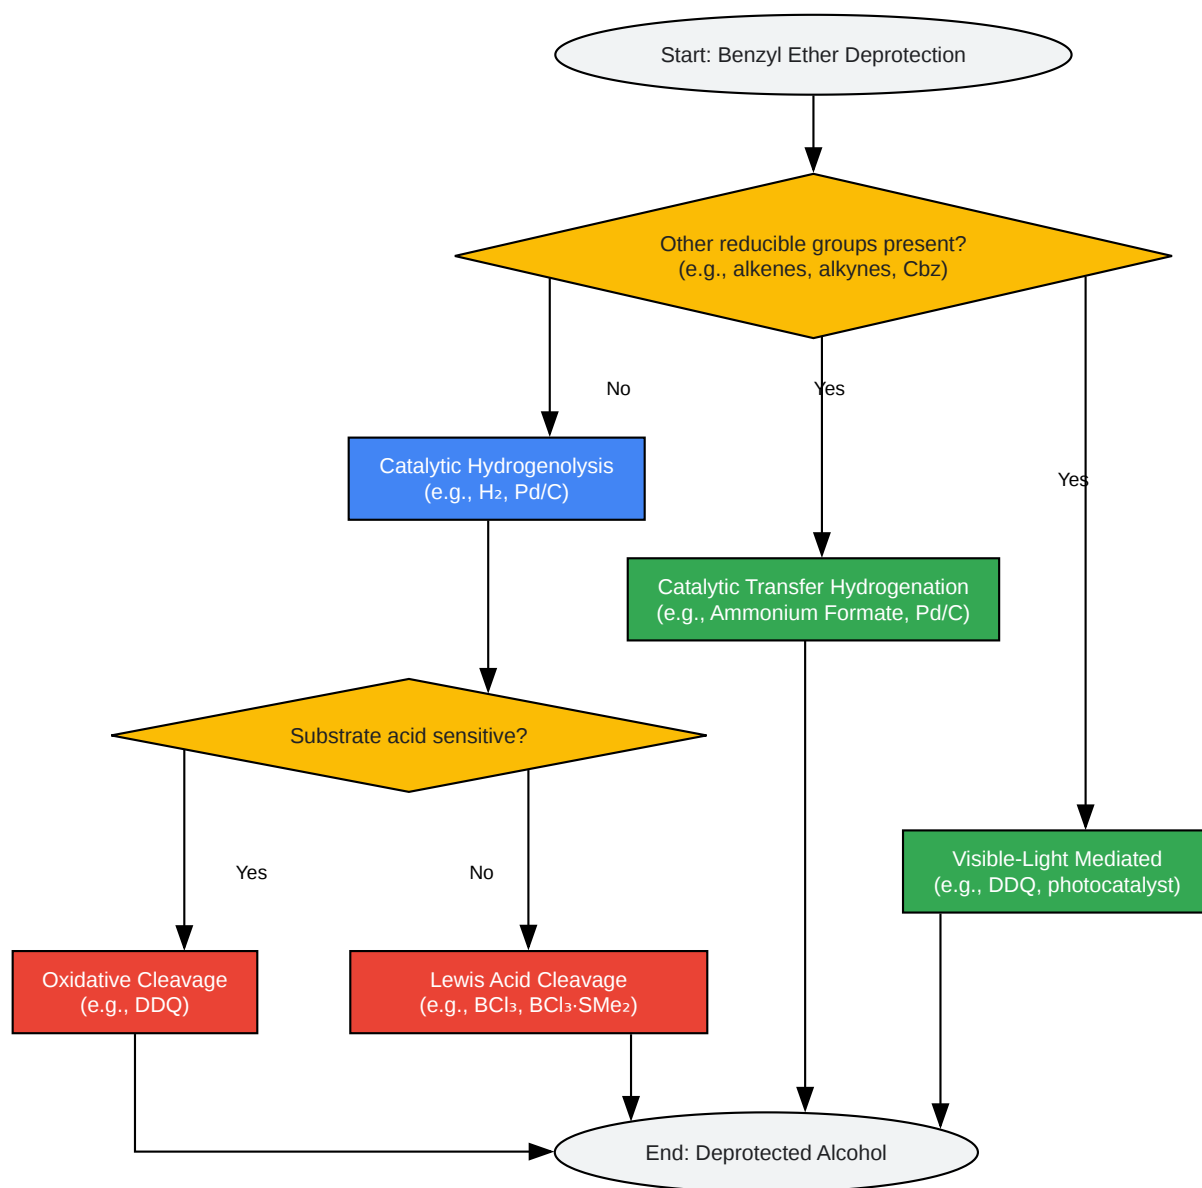 Start: Benzyl Ether Deprotection
Other reducible groups present?
(e.g., alkenes, alkynes, Cbz)
No
Yes
Catalytic Hydrogenolysis
(e.g., H₂, Pd/C)
Yes
Catalytic Transfer Hydrogenation
(e.g., Ammonium Formate, Pd/C)
Substrate acid sensitive?
Yes
No
Visible-Light Mediated
(e.g., DDQ, photocatalyst)
Oxidative Cleavage
(e.g., DDQ)
Lewis Acid Cleavage
(e.g., BCl₃, BCl₃·SMe₂)
End: Deprotected Alcohol